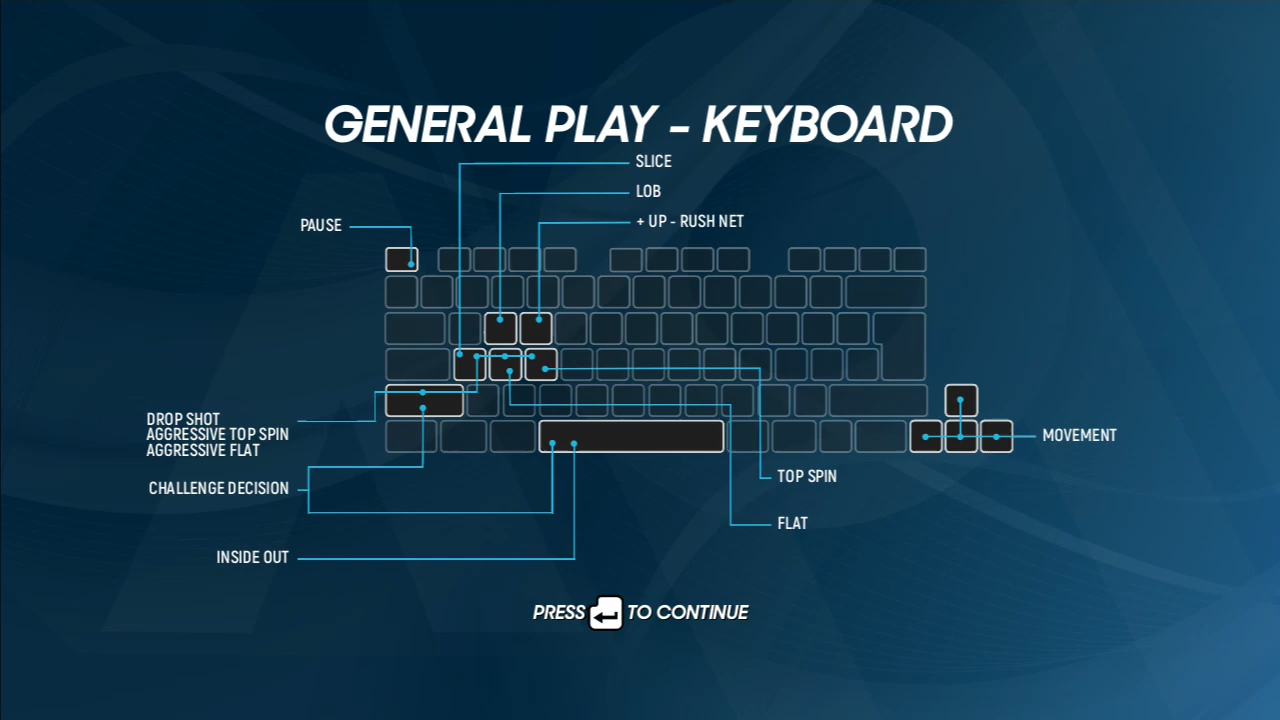 GENERAL PLAY - KEYBOARD
SLICE
LOB
+ UP - RUSH NET
PAUSE
DROP SHOT
AGGRESSIVE TOP SPIN
AGGRESSIVE FLAT
MOVEMENT
CHALLENGE DECISION
TOP SPIN
FLAT
INSIDE OUT
PRESS TO CONTINUE